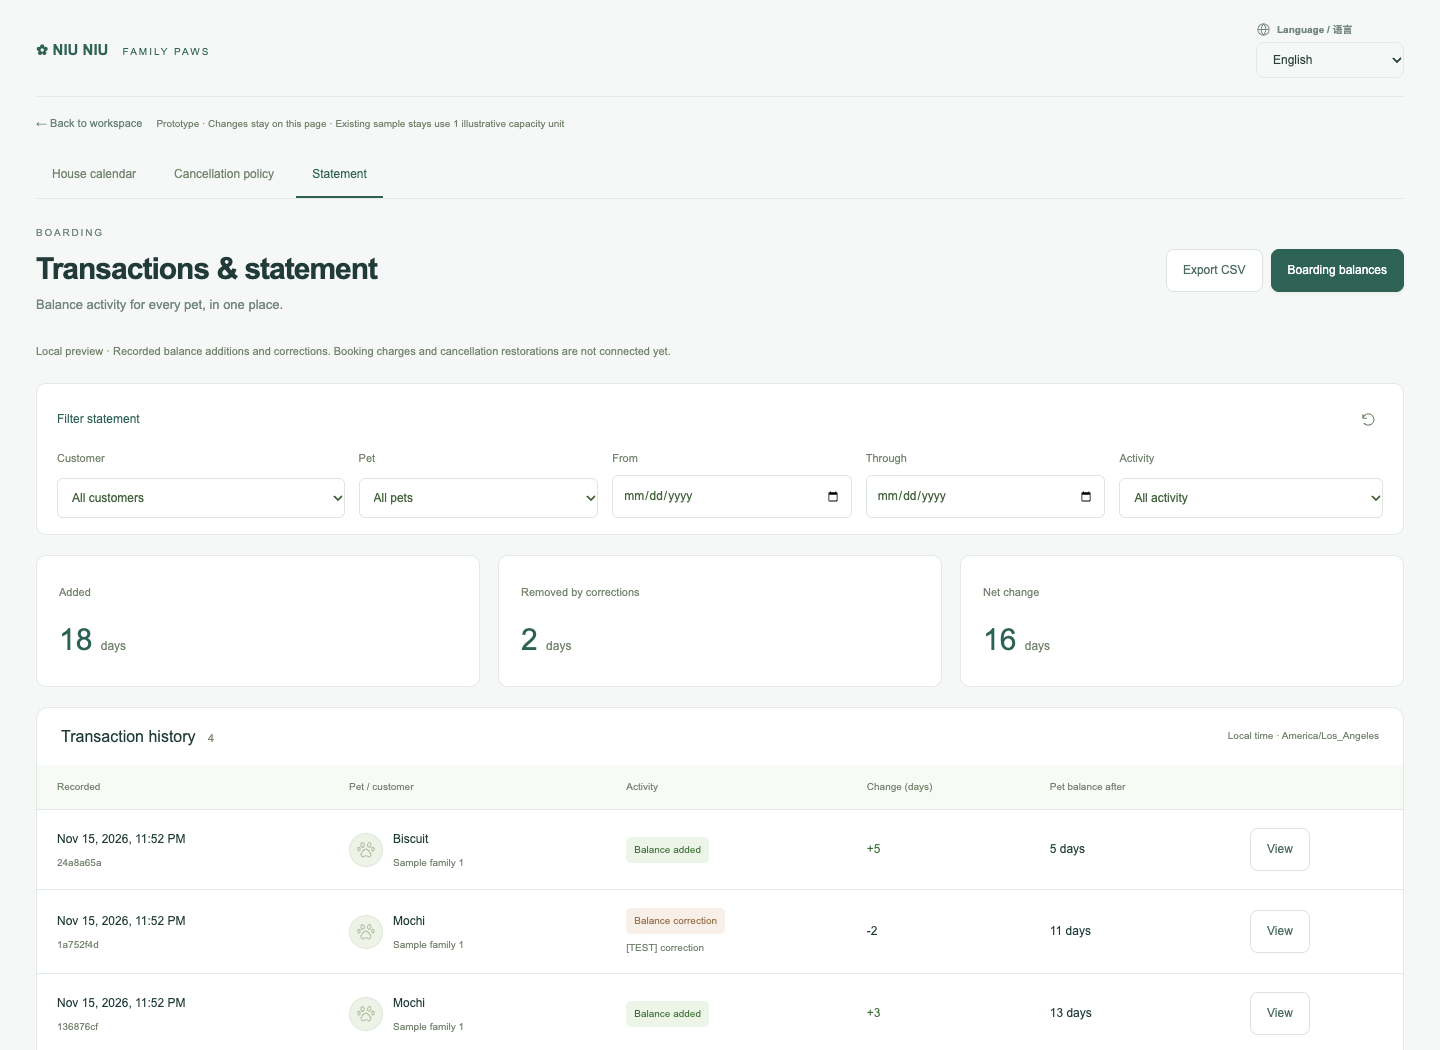 Language / 语言
✿ NIU NIU FAMILY PAWS
English
← Back to workspace Prototype · Changes stay on this page · Existing sample stays use 1 illustrative capacity unit
House calendar Cancellation policy Statement
BOARDING
Transactions & statement
Export CSV Boarding balances
Balance activity for every pet, in one place.
Local preview · Recorded balance additions and corrections. Booking charges and cancellation restorations are not connected yet.
Filter statement
Customer Pet From Through Activity
All customers All pets mm/dd/yyyy mm/dd/yyyy All activity
Added Removed by corrections Net change
18 days 2 days 16 days
Transaction history 4 Local time · America/Los_Angeles
Recorded Pet / customer Activity Change (days) Pet balance after
Nov 15, 2026, 11:52 PM Biscuit
Balance added +5 5 days View
24a8a65a Sample family 1
Nov 15, 2026, 11:52 PM Mochi Balance correction
-2 11 days View
1a752f4d Sample family 1 [TEST] correction
Nov 15, 2026, 11:52 PM Mochi
Balance added +3 13 days View
136876cf Sample family 1